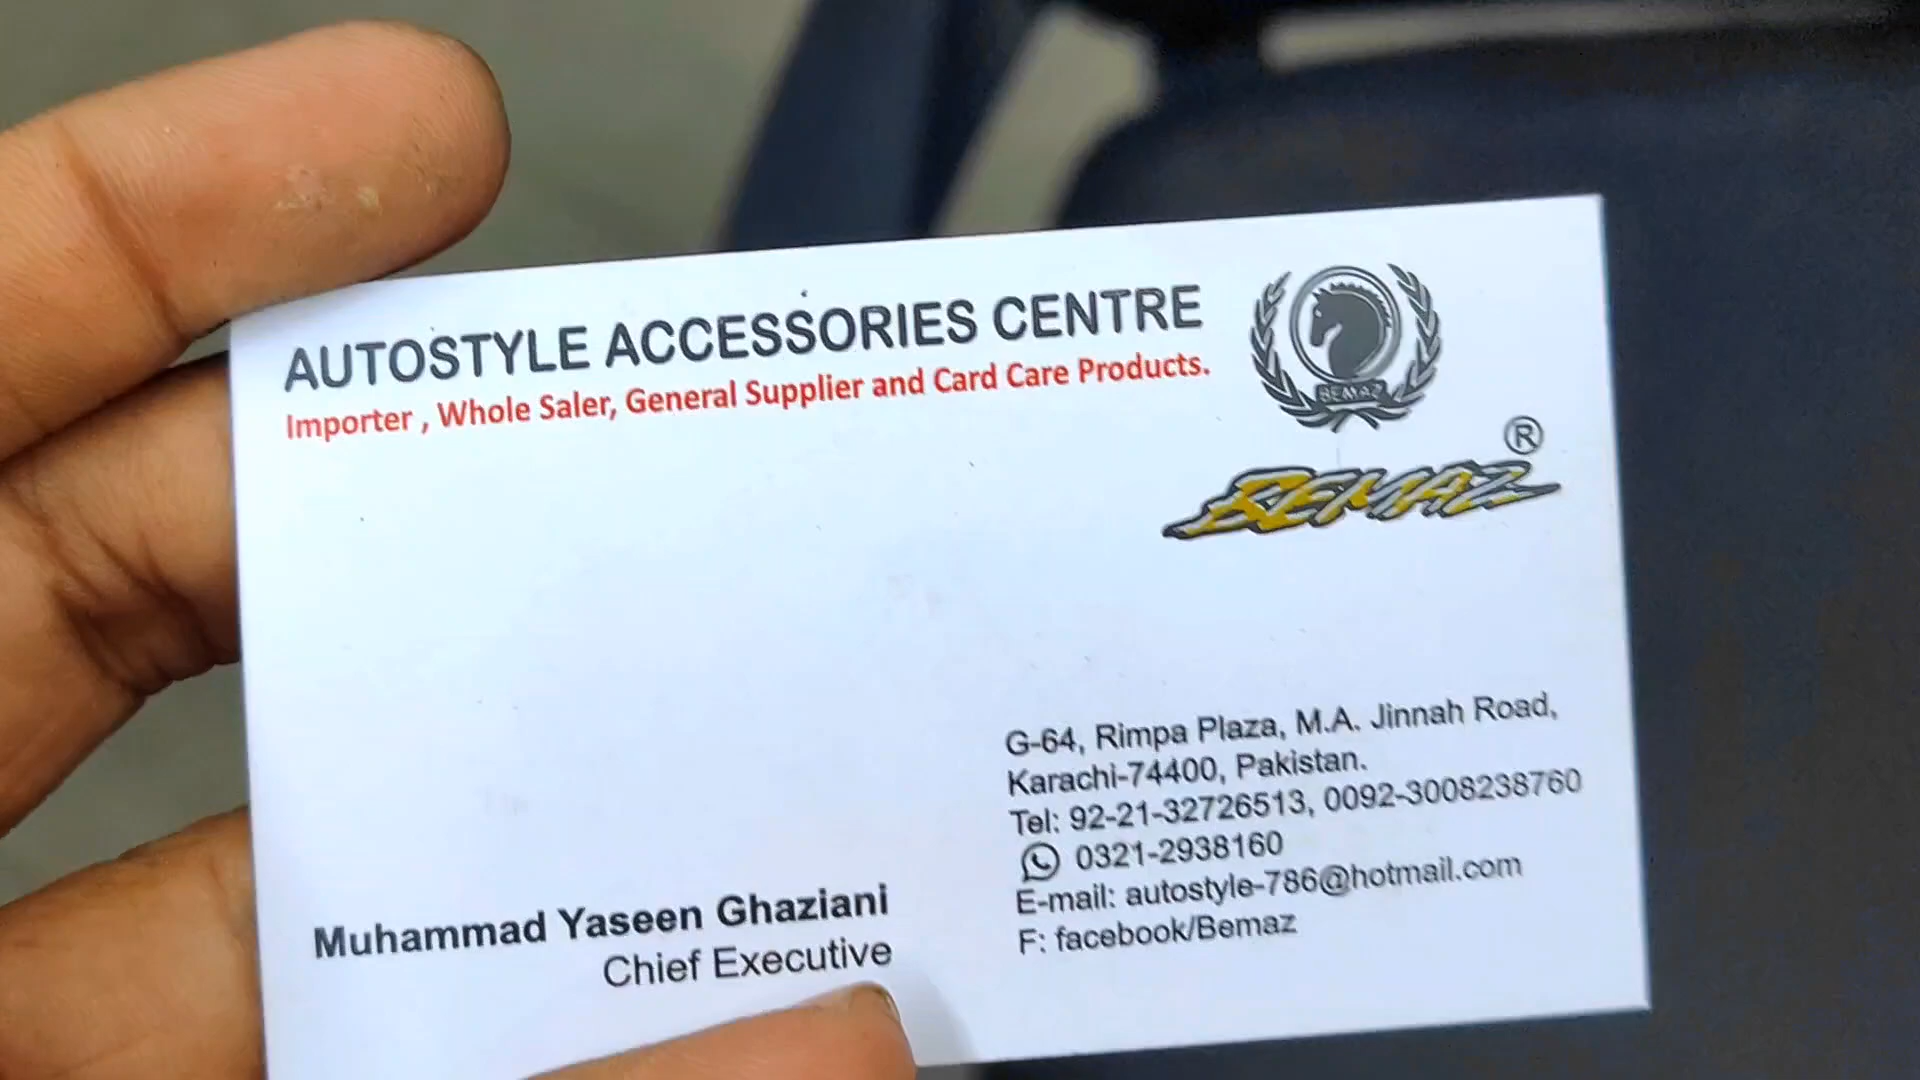 AUTOSTYLE ACCESSORIES CENTRE
Importer , Whole Saler, General Supplier and Card Care Products.
BEMAZ
®
BEMAZ
G-64, Rimpa Plaza, M.A. Jinnah Road,
Karachi-74400, Pakistan.
Tel: 92-21-32726513, 0092-3008238760
0321-2938160
E-mail: autostyle-786@hotmail.com
F: facebook/Bemaz
Muhammad Yaseen Ghaziani
Chief Executive